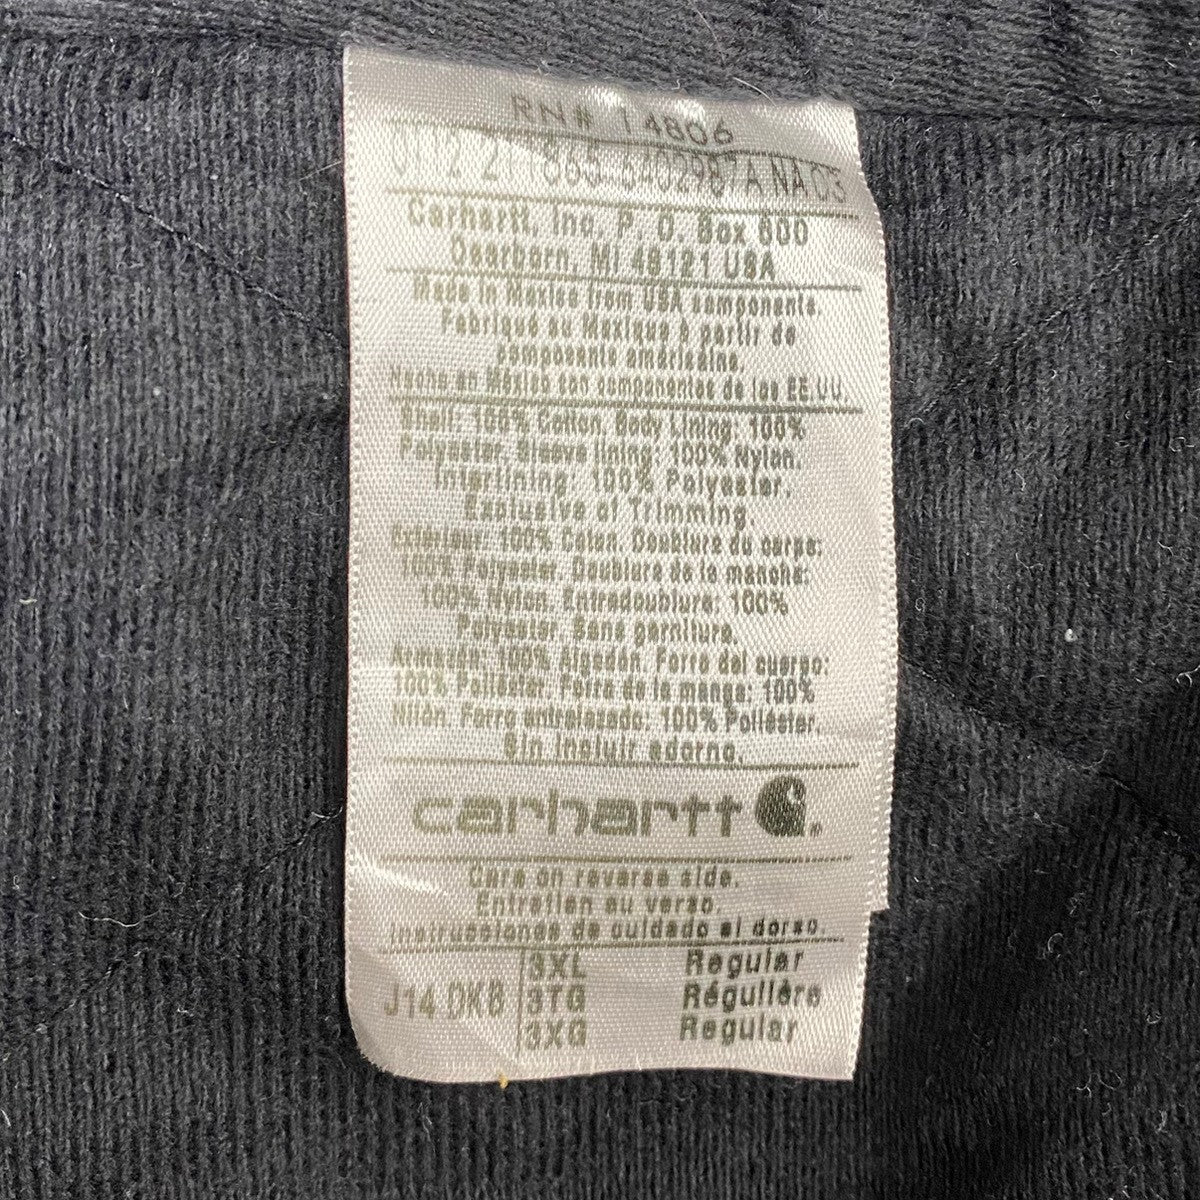 RN# 14806
Carhartt, Inc. P. O. Box 600
Dearborn, MI 48121 USA
Made in Mexico from USA components.
Fabriqué au Mexique à partir de
composants américains.
Hecho en México con componentes de los EE.UU.
Shell: 100% Cotton. Body Lining: 100%
Polyester. Sleeve lining: 100% Nylon.
Interlining: 100% Polyester.
Exclusive of Trimming.
Extérieur: 100% Coton. Doublure du corps:
100% Polyester. Doublure de la manche:
100% Nylon. Entredoublure: 100%
Polyester. Sans garniture.
Armazón: 100% Algodón. Forro del cuerpo:
100% Poliéster. Forro de la manga: 100%
Nilon. Forro entrelazado: 100% Poliéster.
Sin incluir adorno.
carhartt
Care on reverse side.
Entretien au verso.
Instrucciones de cuidado al dorso.
J14 DKB
3XL Regular
3TG Régulière
3XG Regular